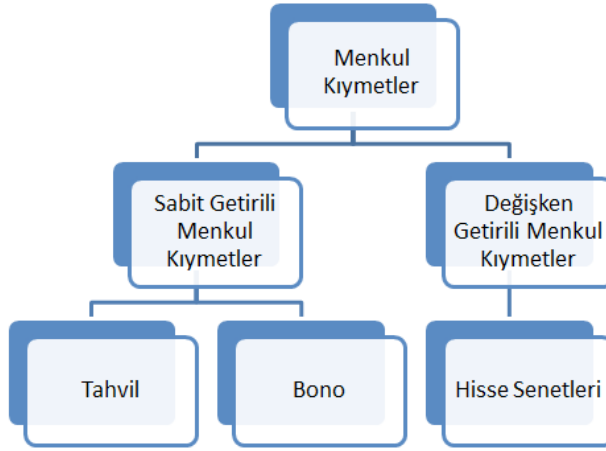 Menkul
Kıymetler
Sabit Getirili
Menkul
Kıymetler
Değişken
Getirili Menkul
Kıymetler
Tahvil
Bono
Hisse Senetleri